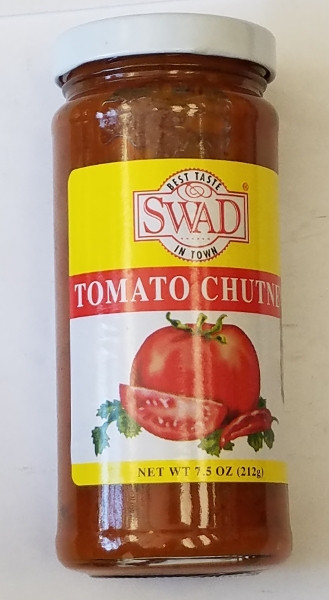 BEST TASTE
SWAD®
IN TOWN
TOMATO CHUTNE
NET WT 7.5 OZ (212g)